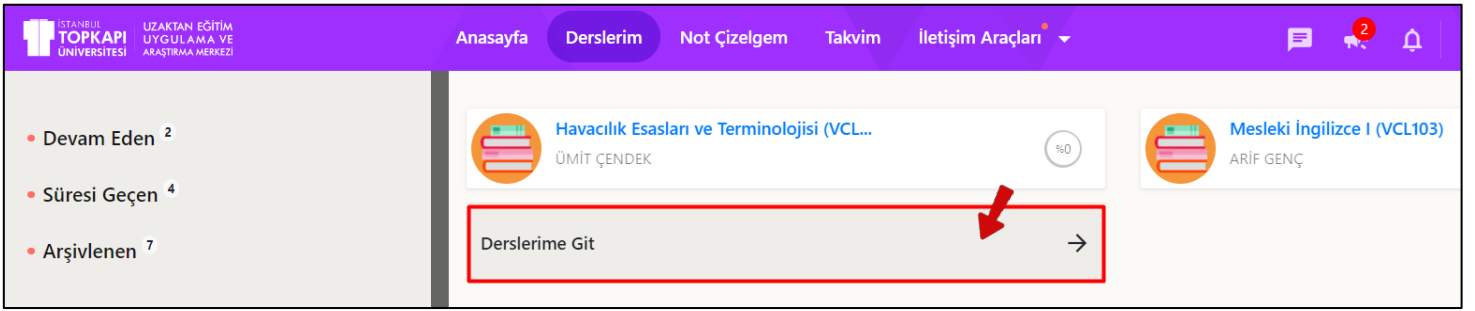 İSTANBUL
TOPKAPI
ÜNİVERSİTESİ
UZAKTAN EĞİTİM
UYGULAMA VE
ARAŞTIRMA MERKEZİ
Anasayfa Derslerim Not Çizelgem Takvim İletişim Araçları
2
Devam Eden 2
Süresi Geçen 4
Arşivlenen 7
Havacılık Esasları ve Terminolojisi (VCL...
ÜMİT ÇENDEK
%0
Mesleki İngilizce I (VCL103)
ARİF GENÇ
Derslerime Git